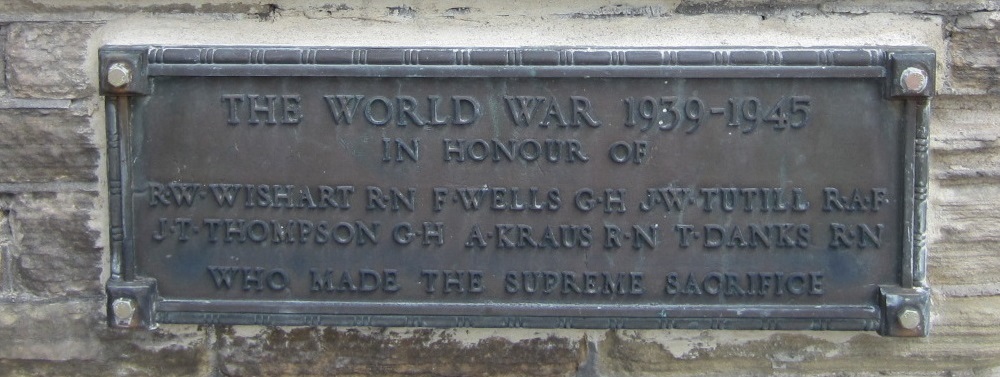 THE WORLD WAR 1939-1945
IN HONOUR OF
R·W·WISHART R·N F·WELLS G·H J·W·TUTILL R·A·F
J·T·THOMPSON G·H A·KRAUS R·N T·DANKS R·N
WHO MADE THE SUPREME SACRIFICE